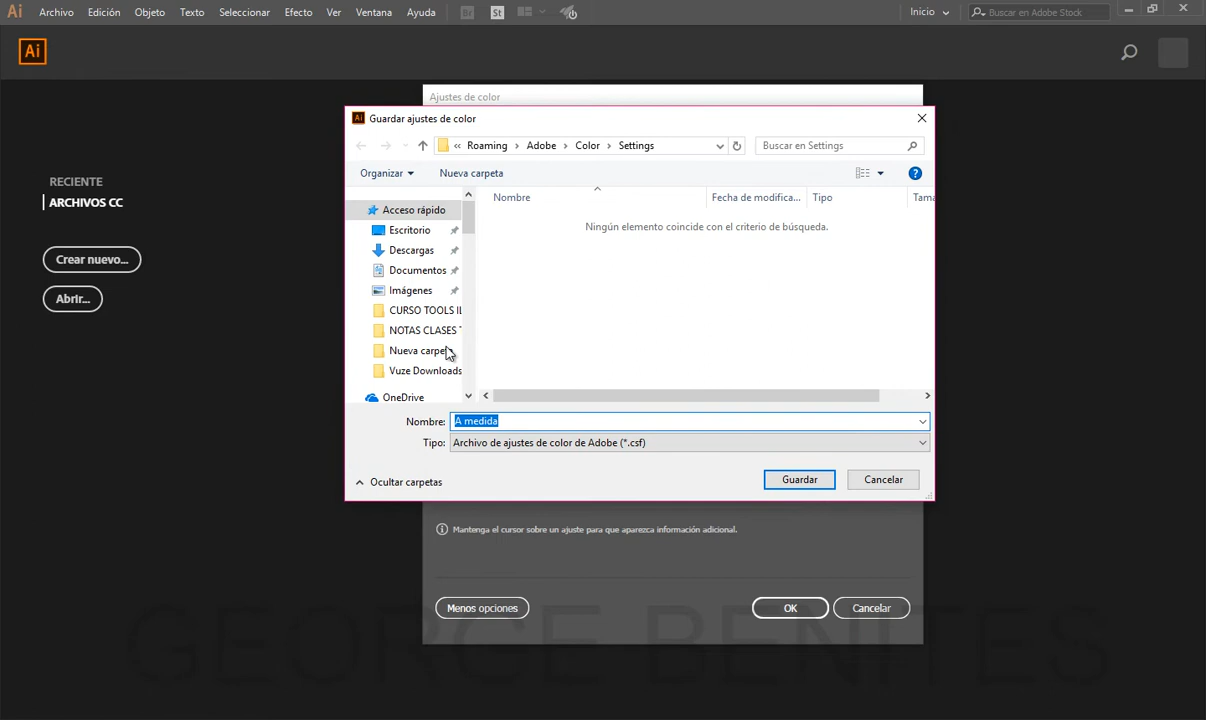 Ai Archivo Edición Objeto Texto Seleccionar Efecto Ver Ventana Ayuda Br St Inicio Buscar en Adobe Stock
Ai
Ajustes de color
Ai Guardar ajustes de color
« Roaming › Adobe › Color › Settings Buscar en Settings
Organizar Nueva carpeta ?
RECIENTE
ARCHIVOS CC
Crear nuevo...
Abrir...
Acceso rápido
Escritorio
Descargas
Documentos
Imágenes
CURSO TOOLS IL
NOTAS CLASES T
Nueva carpeta
Vuze Downloads
OneDrive
Nombre Fecha de modifica... Tipo Tama
Ningún elemento coincide con el criterio de búsqueda.
Nombre: A medida
Tipo: Archivo de ajustes de color de Adobe (*.csf)
Ocultar carpetas Guardar Cancelar
Mantenga el cursor sobre un ajuste para que aparezca información adicional.
Menos opciones OK Cancelar
GEORGE BENITES